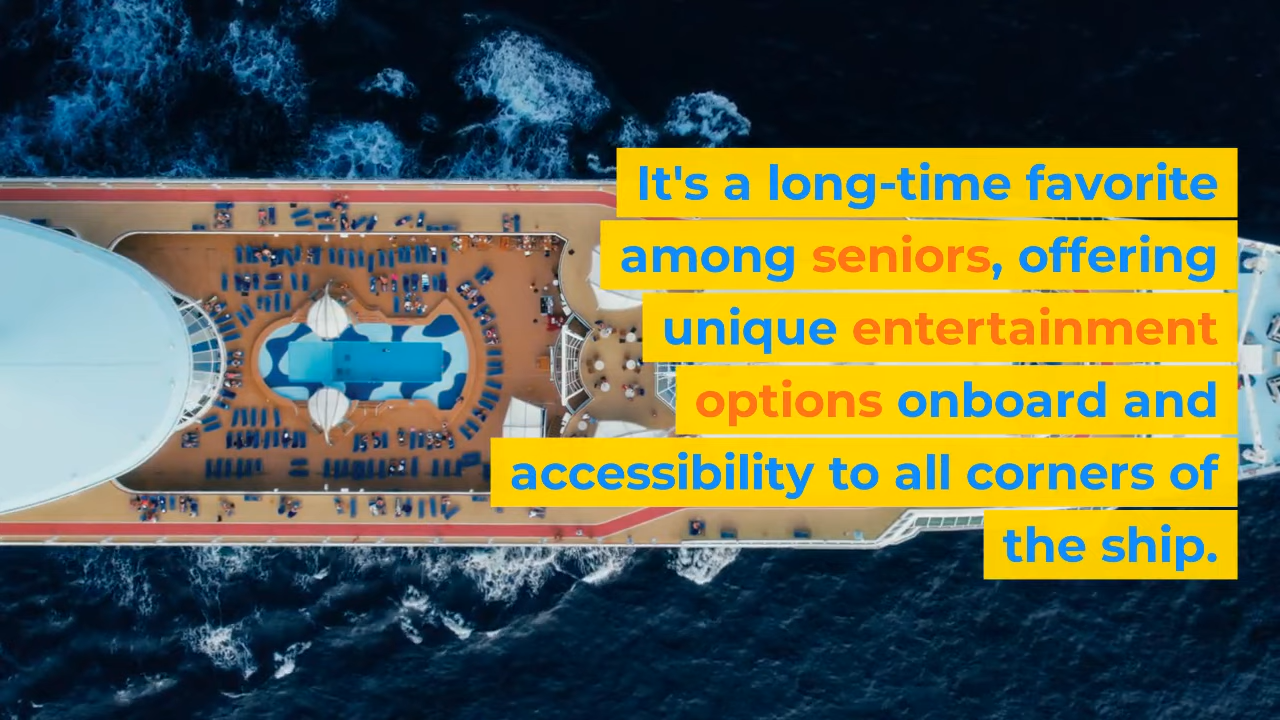 It's a long-time favorite
among seniors, offering
unique entertainment
options onboard and
accessibility to all corners of
the ship.